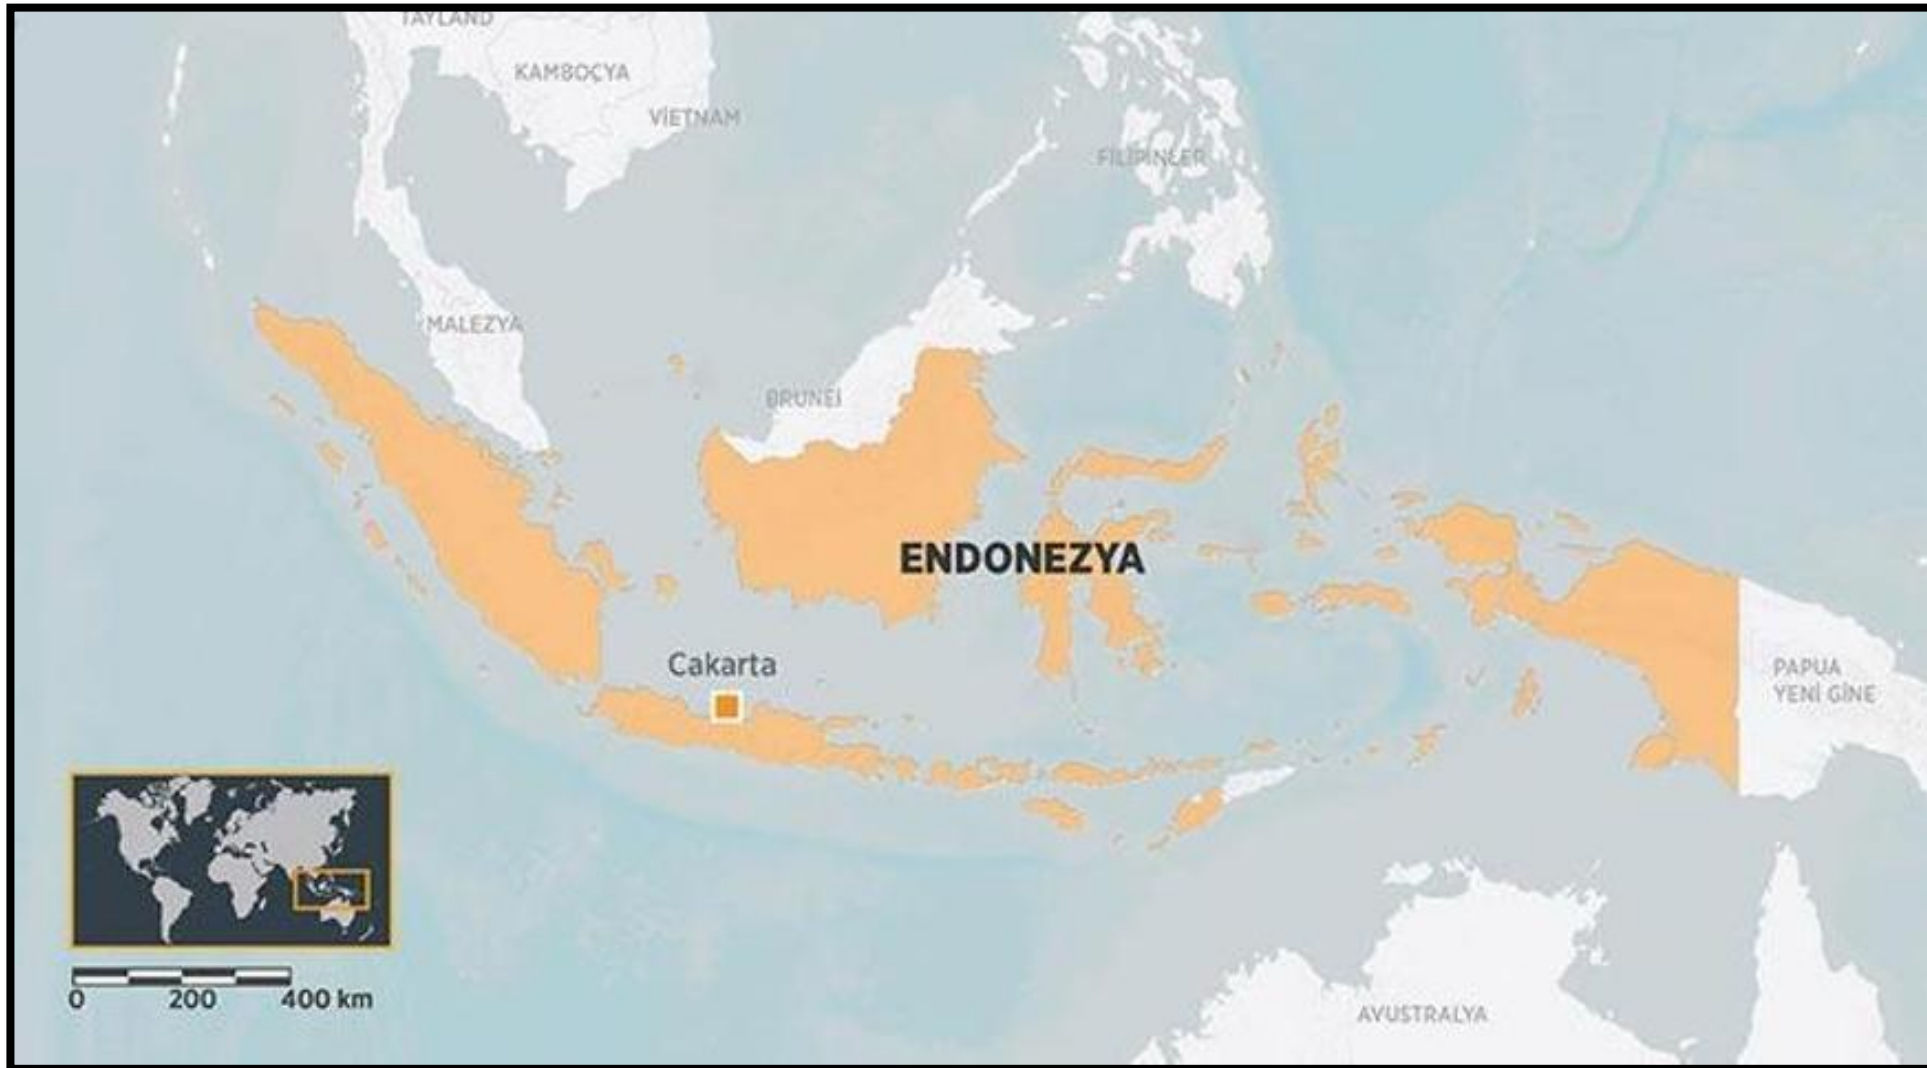 TAYLAND
KAMBOÇYA
VİETNAM
FİLİPİNLER
MALEZYA
BRUNEİ
ENDONEZYA
Cakarta
PAPUA
YENİ GİNE
0 200 400 km
AVUSTRALYA